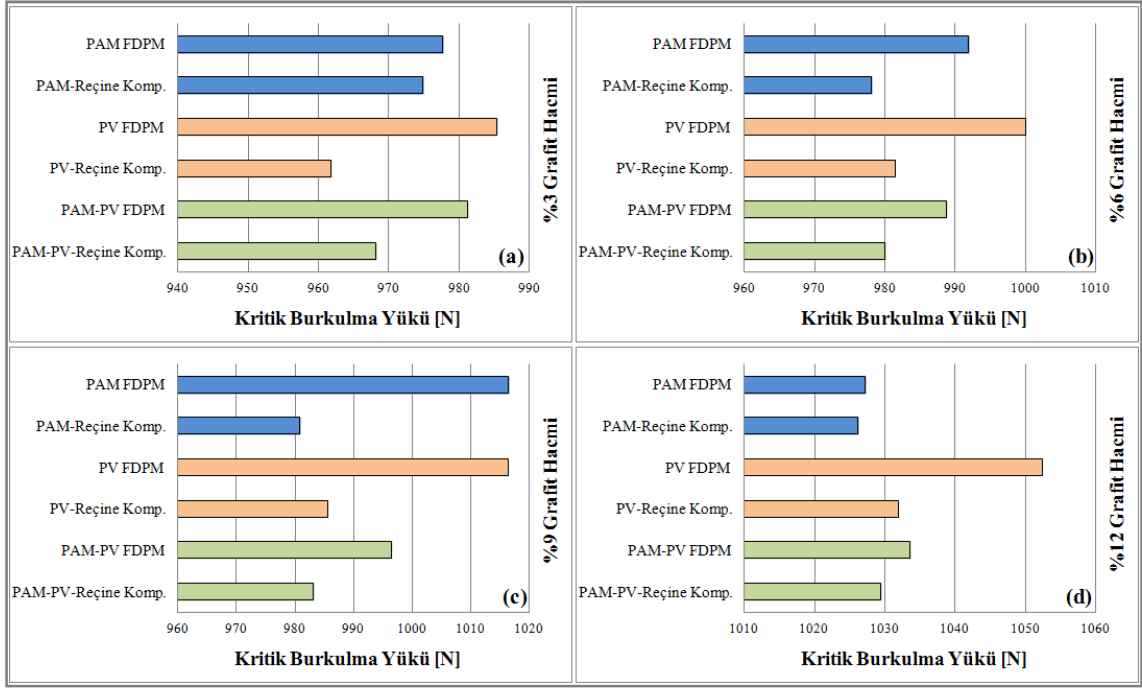 PAM FDPM
PAM-Reçine Komp.
PV FDPM
PV-Reçine Komp.
PAM-PV FDPM
PAM-PV-Reçine Komp.
940 950 960 970 980 990
Kritik Burkulma Yükü [N]
%3 Grafit Hacmi
(a)
PAM FDPM
PAM-Reçine Komp.
PV FDPM
PV-Reçine Komp.
PAM-PV FDPM
PAM-PV-Reçine Komp.
960 970 980 990 1000 1010
Kritik Burkulma Yükü [N]
%6 Grafit Hacmi
(b)
PAM FDPM
PAM-Reçine Komp.
PV FDPM
PV-Reçine Komp.
PAM-PV FDPM
PAM-PV-Reçine Komp.
960 970 980 990 1000 1010 1020
Kritik Burkulma Yükü [N]
%9 Grafit Hacmi
(c)
PAM FDPM
PAM-Reçine Komp.
PV FDPM
PV-Reçine Komp.
PAM-PV FDPM
PAM-PV-Reçine Komp.
1010 1020 1030 1040 1050 1060
Kritik Burkulma Yükü [N]
%12 Grafit Hacmi
(d)